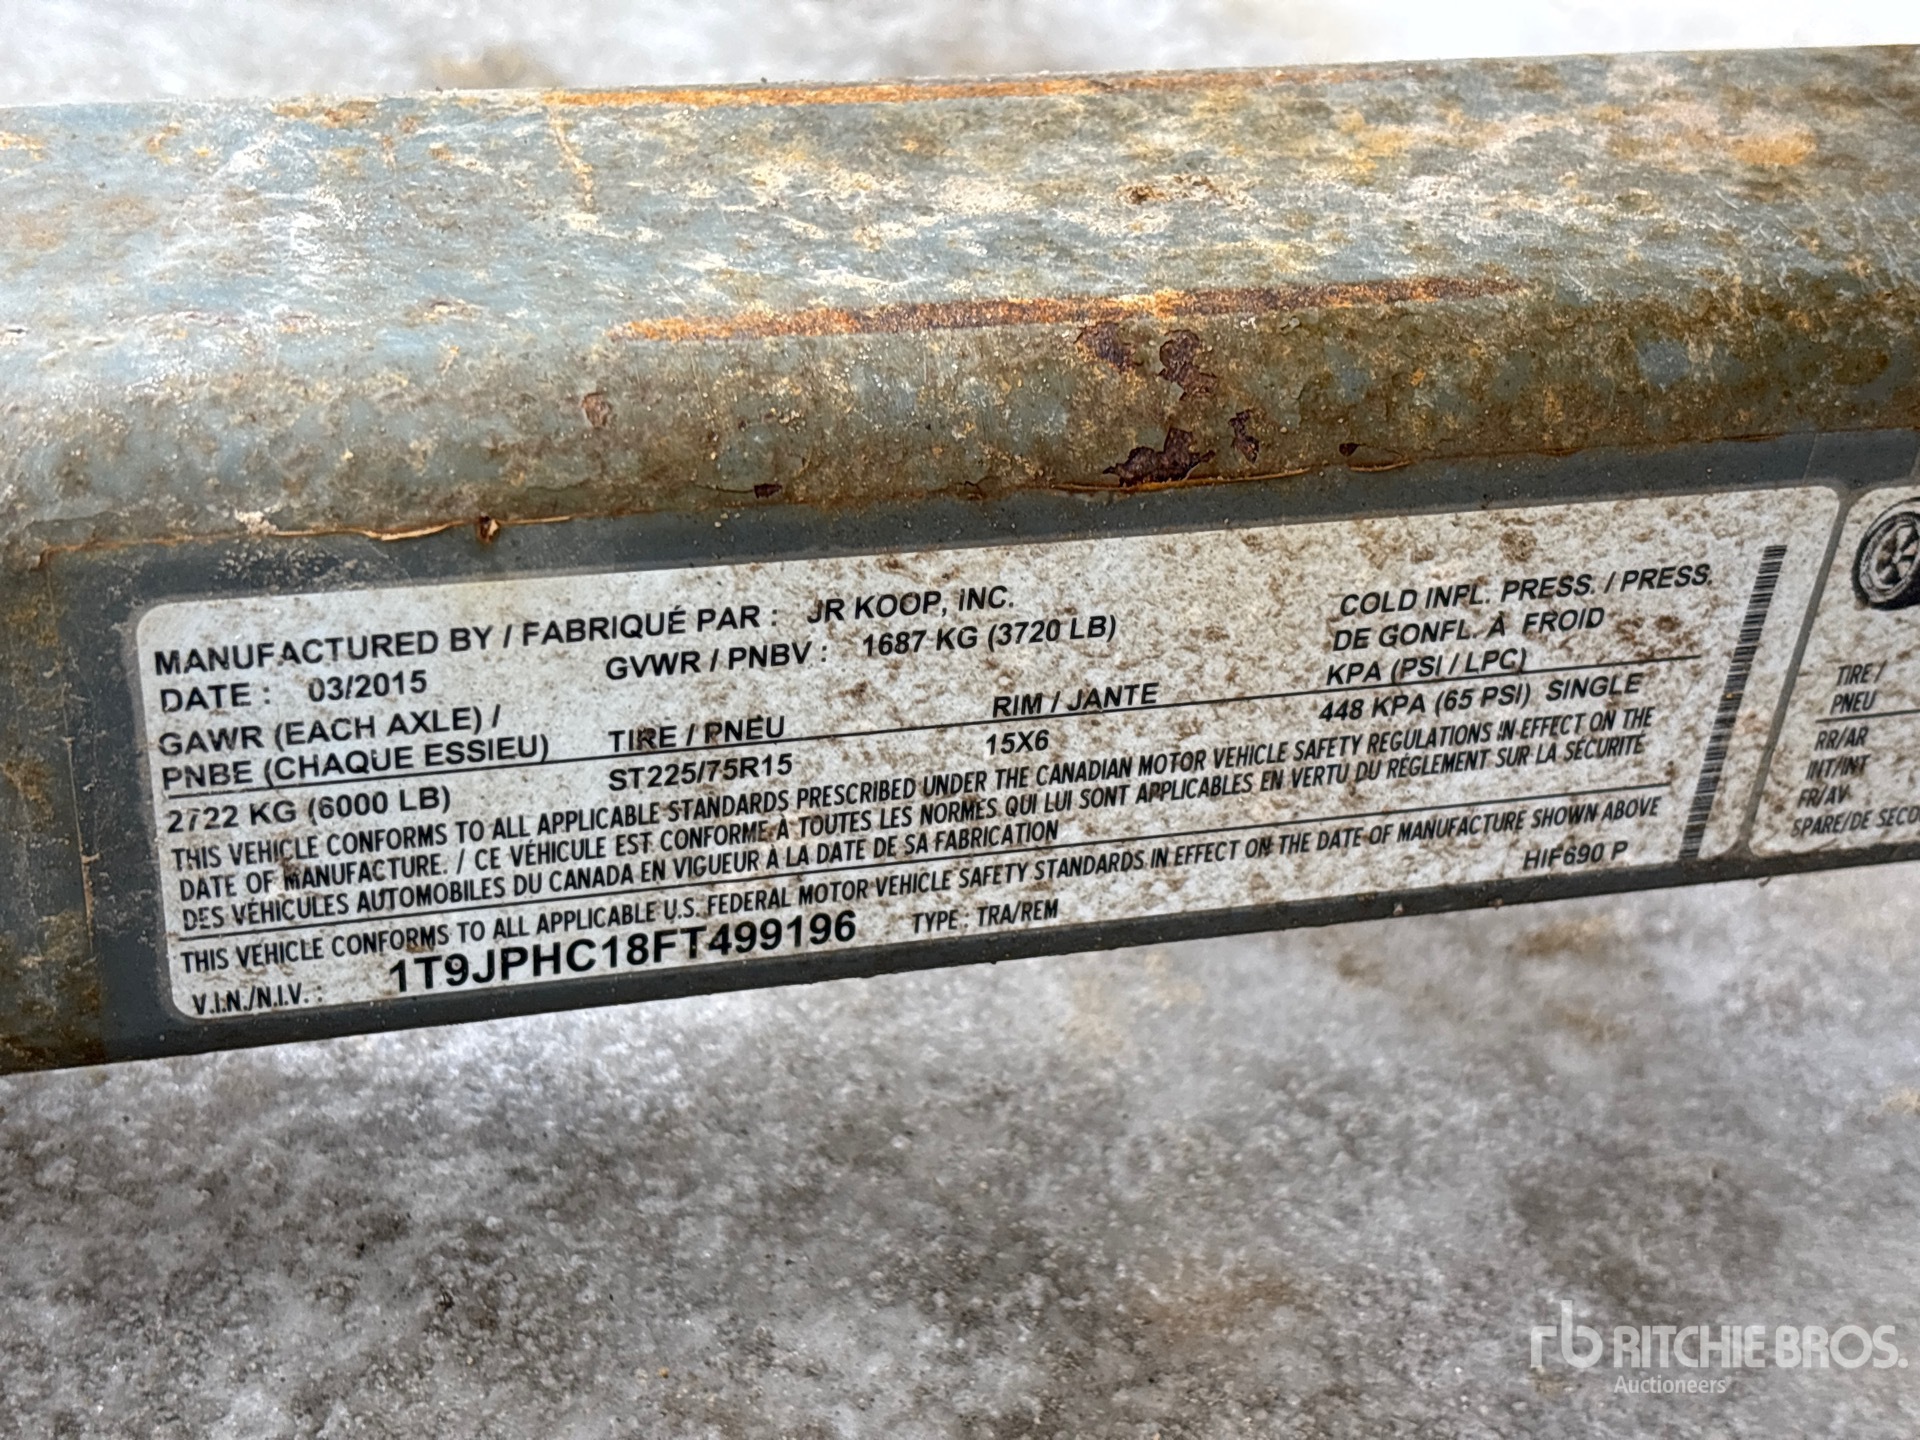 MANUFACTURED BY / FABRIQUÉ PAR : JR KOOP, INC.
DATE : 03/2015 GVWR / PNBV : 1687 KG (3720 LB)
COLD INFL. PRESS. / PRESS.
DE GONFL. À FROID
KPA (PSI / LPC)
GAWR (EACH AXLE) /
PNBE (CHAQUE ESSIEU) TIRE / PNEU RIM / JANTE
2722 KG (6000 LB) ST225/75R15 15X6 448 KPA (65 PSI) SINGLE
THIS VEHICLE CONFORMS TO ALL APPLICABLE STANDARDS PRESCRIBED UNDER THE CANADIAN MOTOR VEHICLE SAFETY REGULATIONS IN EFFECT ON THE
DATE OF MANUFACTURE. / CE VÉHICULE EST CONFORME À TOUTES LES NORMES QUI LUI SONT APPLICABLES EN VERTU DU RÈGLEMENT SUR LA SÉCURITÉ
DES VÉHICULES AUTOMOBILES DU CANADA EN VIGUEUR À LA DATE DE SA FABRICATION
THIS VEHICLE CONFORMS TO ALL APPLICABLE U.S. FEDERAL MOTOR VEHICLE SAFETY STANDARDS IN EFFECT ON THE DATE OF MANUFACTURE SHOWN ABOVE
V.I.N./N.I.V. : 1T9JPHC18FT499196 TYPE : TRA/REM HIF690 P
TIRE /
PNEU
RR/AR
INT/INT
FR/AV
SPARE/DE SECO
rb RITCHIE BROS.
Auctioneers